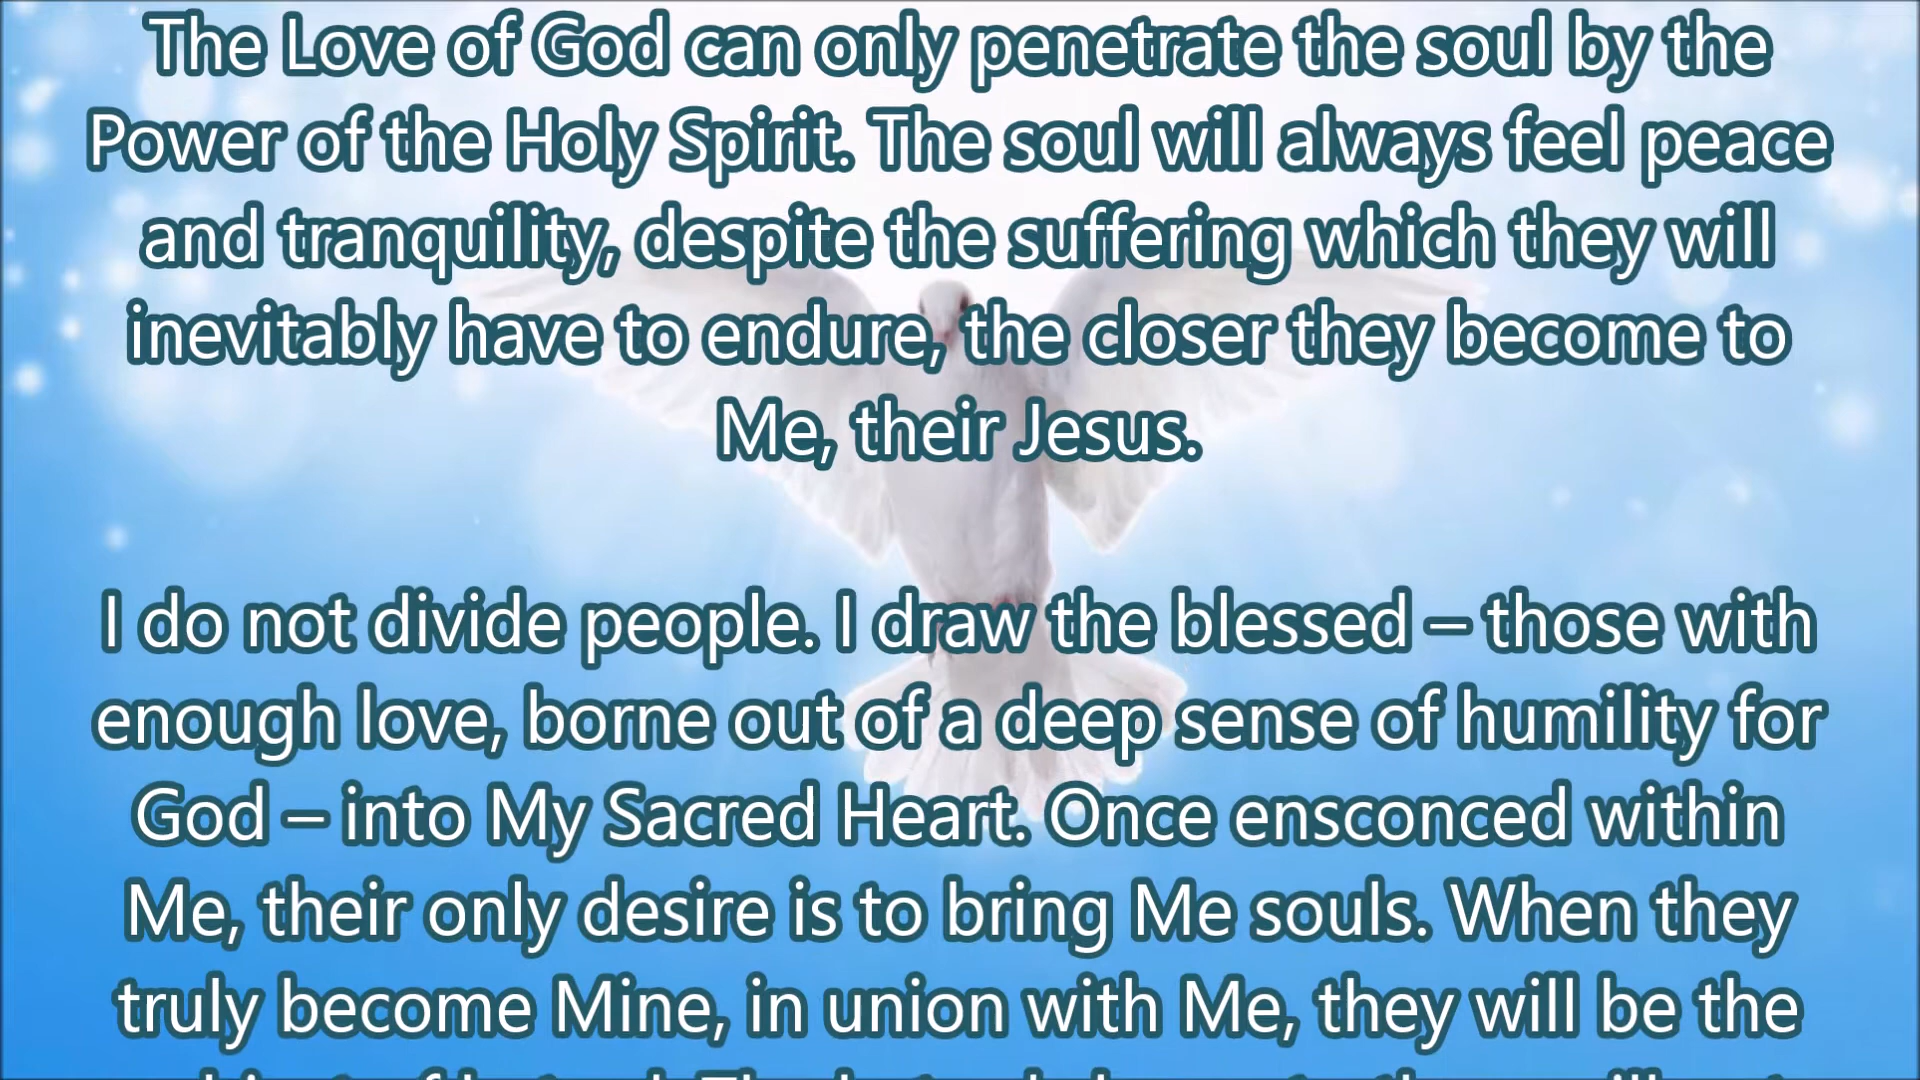 The Love of God can only penetrate the soul by the
Power of the Holy Spirit. The soul will always feel peace
and tranquility, despite the suffering which they will
inevitably have to endure, the closer they become to
Me, their Jesus.
I do not divide people. I draw the blessed – those with
enough love, borne out of a deep sense of humility for
God – into My Sacred Heart. Once ensconced within
Me, their only desire is to bring Me souls. When they
truly become Mine, in union with Me, they will be the